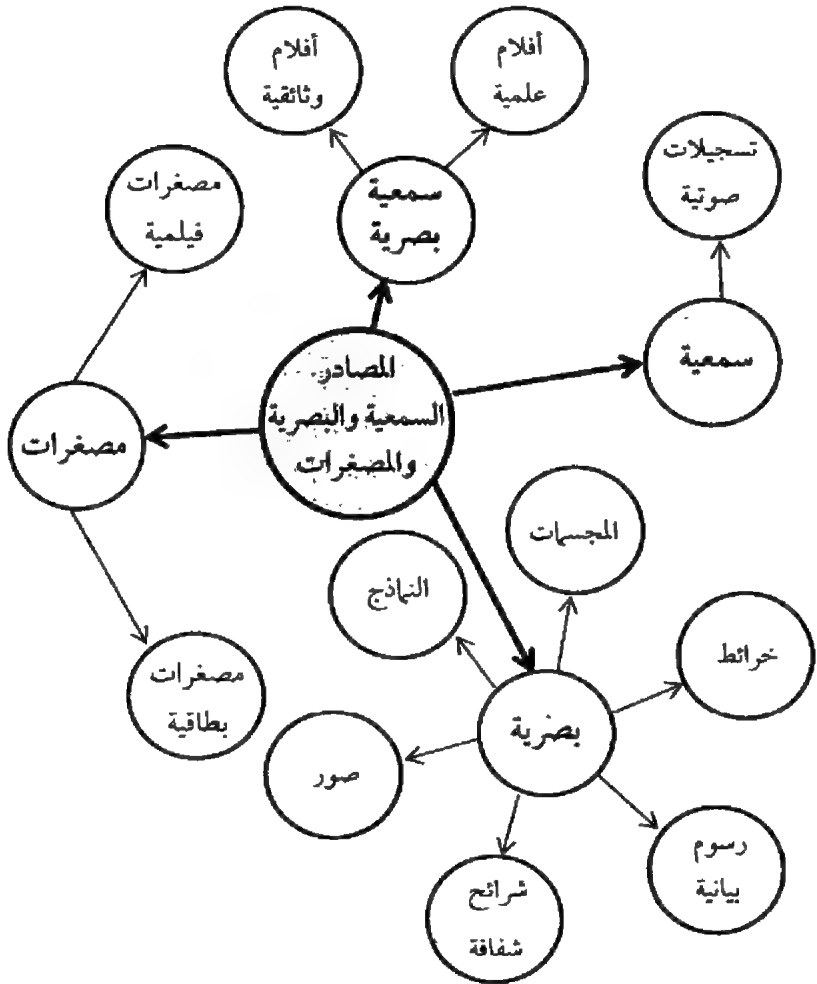 أفلام
علمية
أفلام
وثائقية
تسجيلات
صوتية
مصغرات
فيلمية
سمعية
بصرية
سمعية
المصادر
السمعية والبصرية
والمصغرات
مصغرات
المجسمات
النماذج
خرائط
مصغرات
بطاقية
بصرية
صور
رسوم
بيانية
شرائح
شفافة